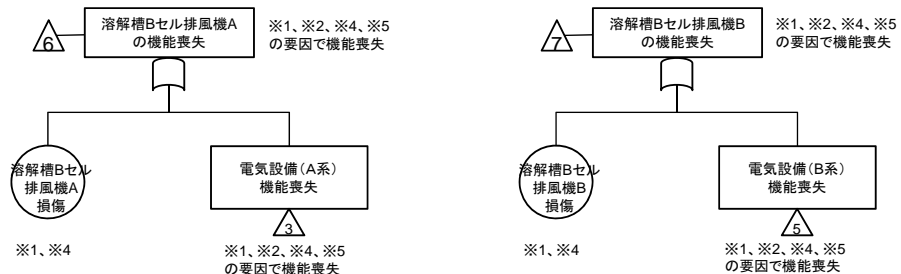 溶解槽Bセル排風機A
の機能喪失
6
※1、※2、※4、※5
の要因で機能喪失
溶解槽Bセル
排風機A
損傷
※1、※4
電気設備(A系)
機能喪失
3
※1、※2、※4、※5
の要因で機能喪失
溶解槽Bセル排風機B
の機能喪失
7
※1、※2、※4、※5
の要因で機能喪失
溶解槽Bセル
排風機B
損傷
※1、※4
電気設備(B系)
機能喪失
5
※1、※2、※4、※5
の要因で機能喪失